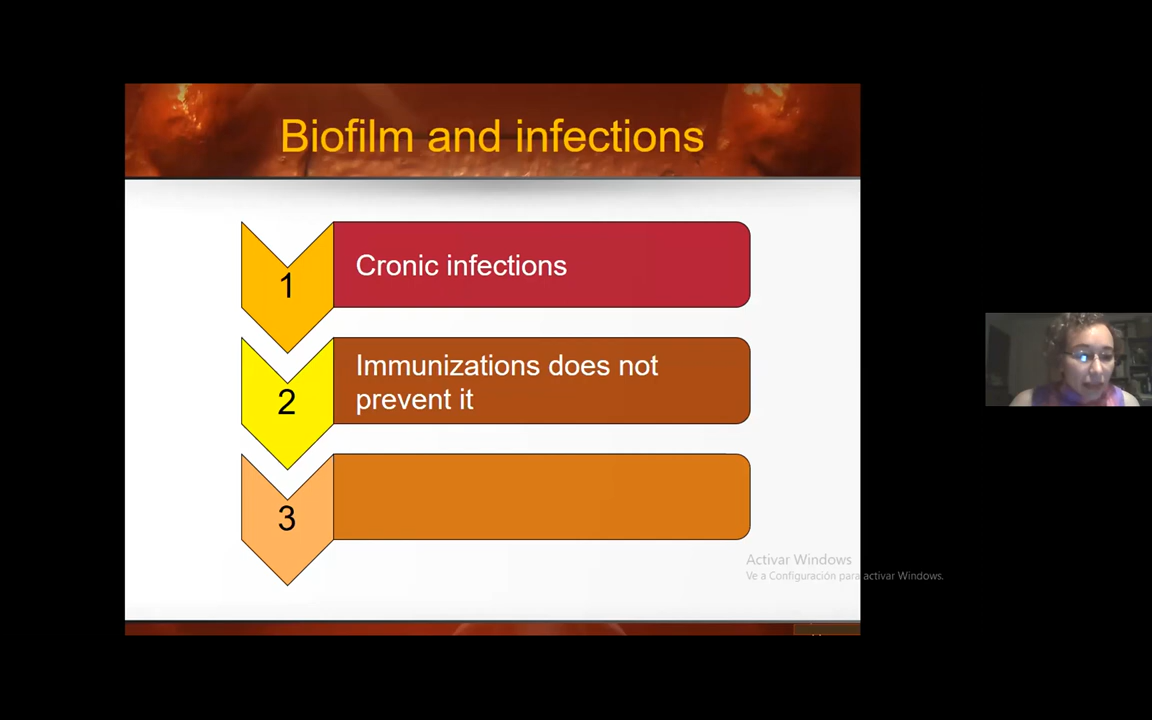 Biofilm and infections
1
Cronic infections
2
Immunizations does not
prevent it
3
Activar Windows
Ve a Configuración para activar Windows.